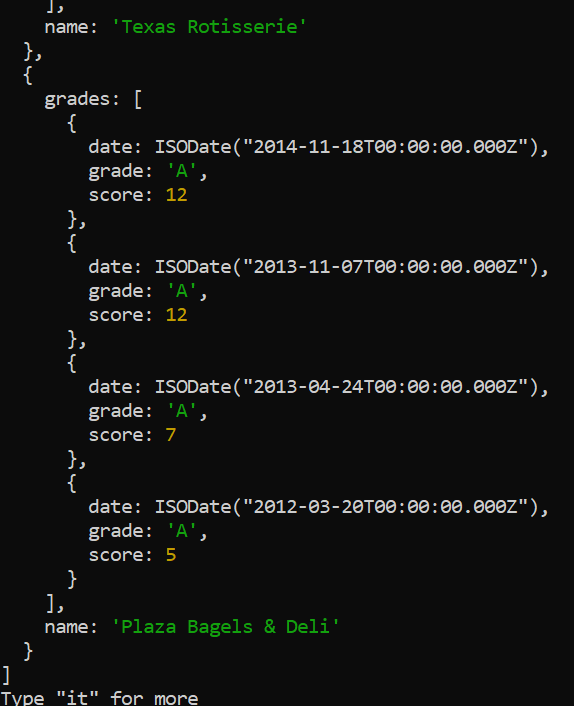 ],
name: 'Texas Rotisserie'
},
{
grades: [
{
date: ISODate("2014-11-18T00:00:00.000Z"),
grade: 'A',
score: 12
},
{
date: ISODate("2013-11-07T00:00:00.000Z"),
grade: 'A',
score: 12
},
{
date: ISODate("2013-04-24T00:00:00.000Z"),
grade: 'A',
score: 7
},
{
date: ISODate("2012-03-20T00:00:00.000Z"),
grade: 'A',
score: 5
}
],
name: 'Plaza Bagels & Deli'
}
]
Type "it" for more